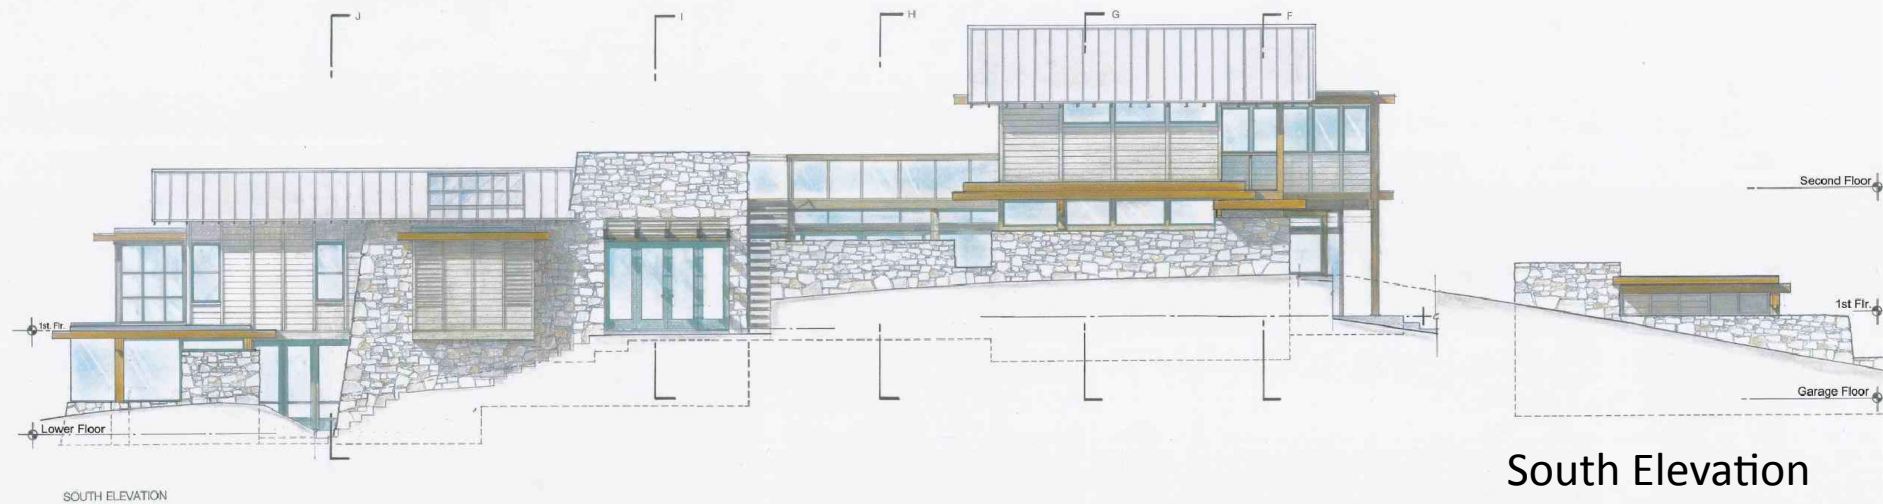 J
I
H
G
F
Second Floor
1st Flr.
1st. Flr.
Garage Floor
Lower Floor
South Elevation
SOUTH ELEVATION